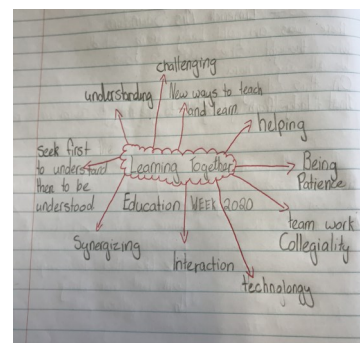 challenging
understanding
New ways to teach
and learn
helping
Seek first
to understand
then to be
understood
Learning Together
Being
Patience
Education WEEK 2020
team work
Collegiality
Synergizing
Interaction
technolongy